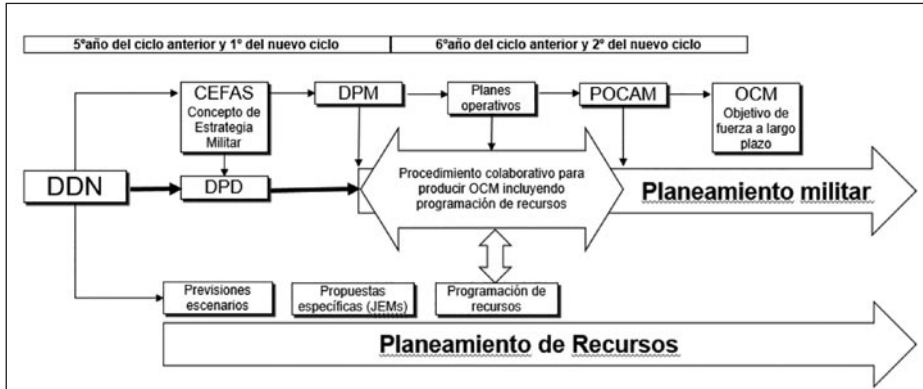 5ºaño del ciclo anterior y 1º del nuevo ciclo
6ºaño del ciclo anterior y 2º del nuevo ciclo
CEFAS
Concepto de
Estrategia
Militar
DPM
Planes
operativos
POCAM
OCM
Objetivo de
fuerza a largo
plazo
DDN
DPD
Procedimiento colaborativo para
producir OCM incluyendo
programación de recursos
Planeamiento militar
Previsiones
escenarios
Propuestas
específicas (JEMs)
Programación de
recursos
Planeamiento de Recursos